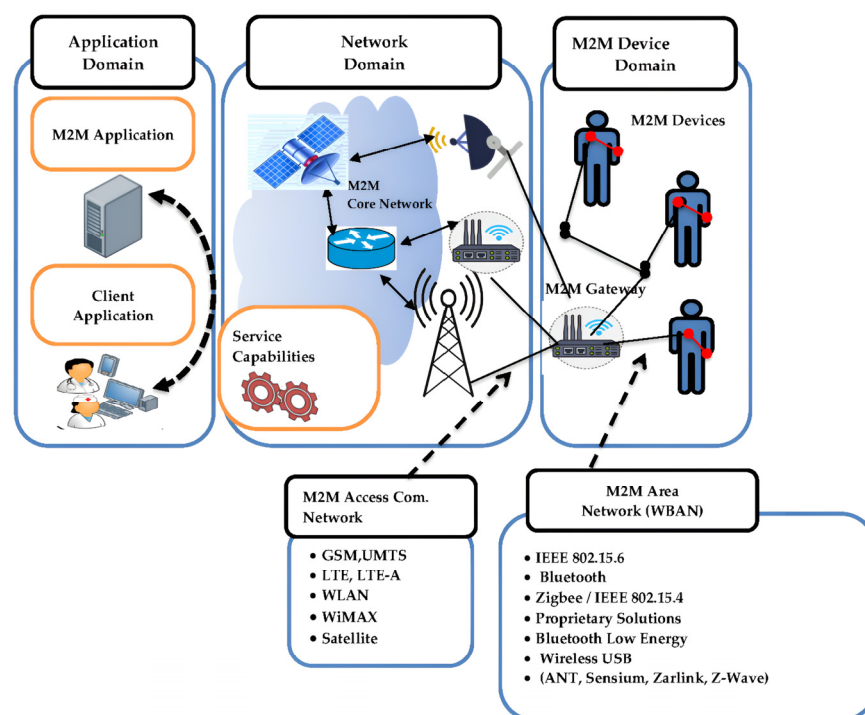 Application
Domain
Network
Domain
M2M Device
Domain
M2M Application
Client
Application
M2M
Core Network
Service
Capabilities
M2M Devices
M2M Gateway
M2M Access Com.
Network
• GSM,UMTS
• LTE, LTE-A
• WLAN
• WiMAX
• Satellite
M2M Area
Network (WBAN)
• IEEE 802.15.6
• Bluetooth
• Zigbee / IEEE 802.15.4
• Proprietary Solutions
• Bluetooth Low Energy
• Wireless USB
• (ANT, Sensium, Zarlink, Z-Wave)